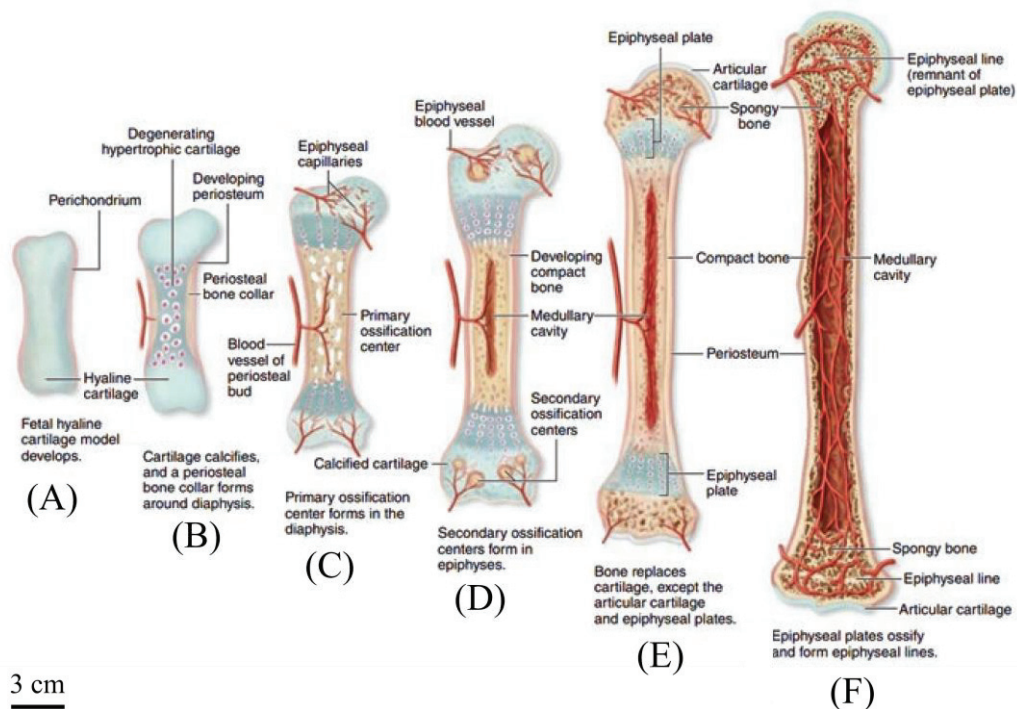 Perichondrium
Hyaline
cartilage
Fetal hyaline
cartilage model
develops.
(A)
Degenerating
hypertrophic cartilage
Developing
periosteum
Periosteal
bone collar
Cartilage calcifies,
and a periosteal
bone collar forms
around diaphysis.
(B)
Epiphyseal
capillaries
Primary
ossification
center
Blood
vessel of
periosteal
bud
Primary ossification
center forms in the
diaphysis.
(C)
Epiphyseal
blood vessel
Developing
compact
bone
Medullary
cavity
Secondary
ossification
centers
Calcified cartilage
Secondary ossification
centers form in
epiphyses.
(D)
Epiphyseal plate
Articular
cartilage
Spongy
bone
Compact bone
Periosteum
Epiphyseal
plate
Bone replaces
cartilage, except the
articular cartilage
and epiphyseal plates.
(E)
Epiphyseal line
(remnant of
epiphyseal plate)
Medullary
cavity
Spongy bone
Epiphyseal line
Articular cartilage
Epiphyseal plates ossify
and form epiphyseal lines.
(F)
3 cm